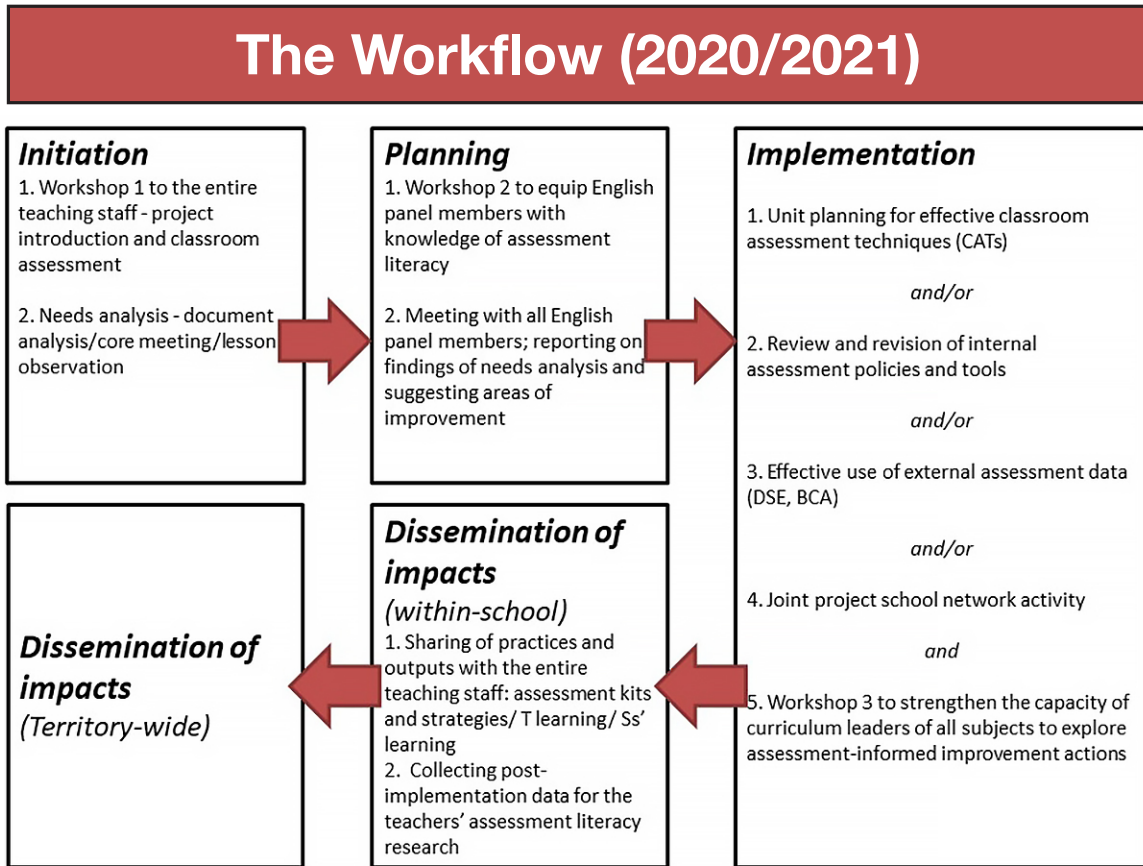 The Workflow (2020/2021)
Initiation
1. Workshop 1 to the entire
teaching staff - project
introduction and classroom
assessment
2. Needs analysis - document
analysis/core meeting/lesson
observation
Planning
1. Workshop 2 to equip English
panel members with
knowledge of assessment
literacy
2. Meeting with all English
panel members; reporting on
findings of needs analysis and
suggesting areas of
improvement
Implementation
1. Unit planning for effective classroom
assessment techniques (CATs)
and/or
2. Review and revision of internal
assessment policies and tools
and/or
3. Effective use of external assessment data
(DSE, BCA)
and/or
4. Joint project school network activity
and
5. Workshop 3 to strengthen the capacity of
curriculum leaders of all subjects to explore
assessment-informed improvement actions
Dissemination of
impacts
(within-school)
1. Sharing of practices and
outputs with the entire
teaching staff: assessment kits
and strategies/ T learning/ Ss'
learning
2. Collecting post-
implementation data for the
teachers' assessment literacy
research
Dissemination of
impacts
(Territory-wide)